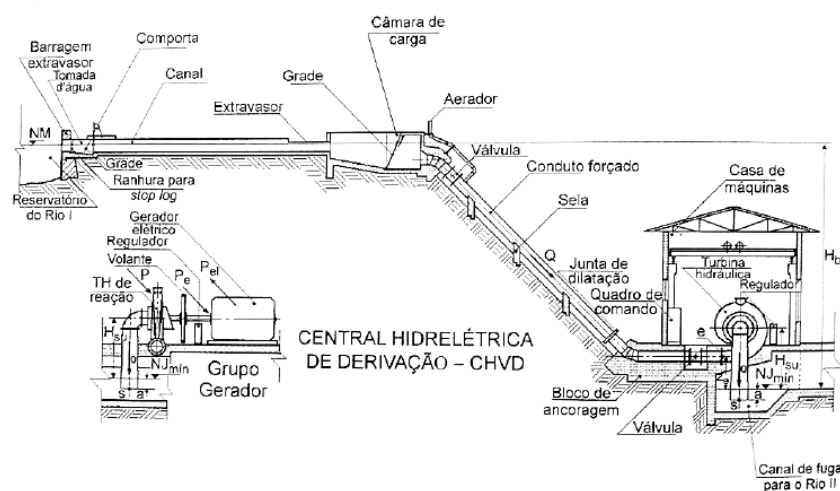 Câmara de
carga
Comporta
Barragem
extravasor
Tomada
d'água
Canal
Grade
Extravasor
Aerador
NM
Válvula
Grade
Conduto forçado
Ranhura para
stop log
Casa de
máquinas
Reservatório
do Rio I
Sela
Gerador
elétrico
Regulador
Volante
Pe
Pel
P
TH de
reação
Q
Junta de
dilatação
Turbina
hidráulica
Regulador
Quadro de
comando
Hb
CENTRAL HIDRELÉTRICA
DE DERIVAÇÃO – CHVD
Hsu
e
Hsu
NJmín
NJmín
Grupo
Gerador
s
a
Bloco de
ancoragem
Válvula
s
a
Canal de fuga
para o Rio II